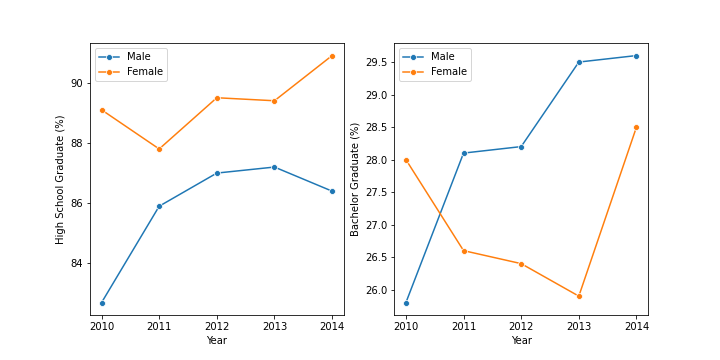 Male
Female
High School Graduate (%)
90
88
86
84
2010 2011 2012 2013 2014
Year
Male
Female
Bachelor Graduate (%)
29.5
29.0
28.5
28.0
27.5
27.0
26.5
26.0
2010 2011 2012 2013 2014
Year